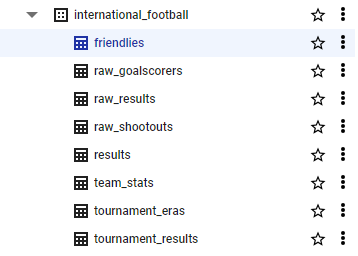 international_football
friendlies
raw_goalscorers
raw_results
raw_shootouts
results
team_stats
tournament_eras
tournament_results